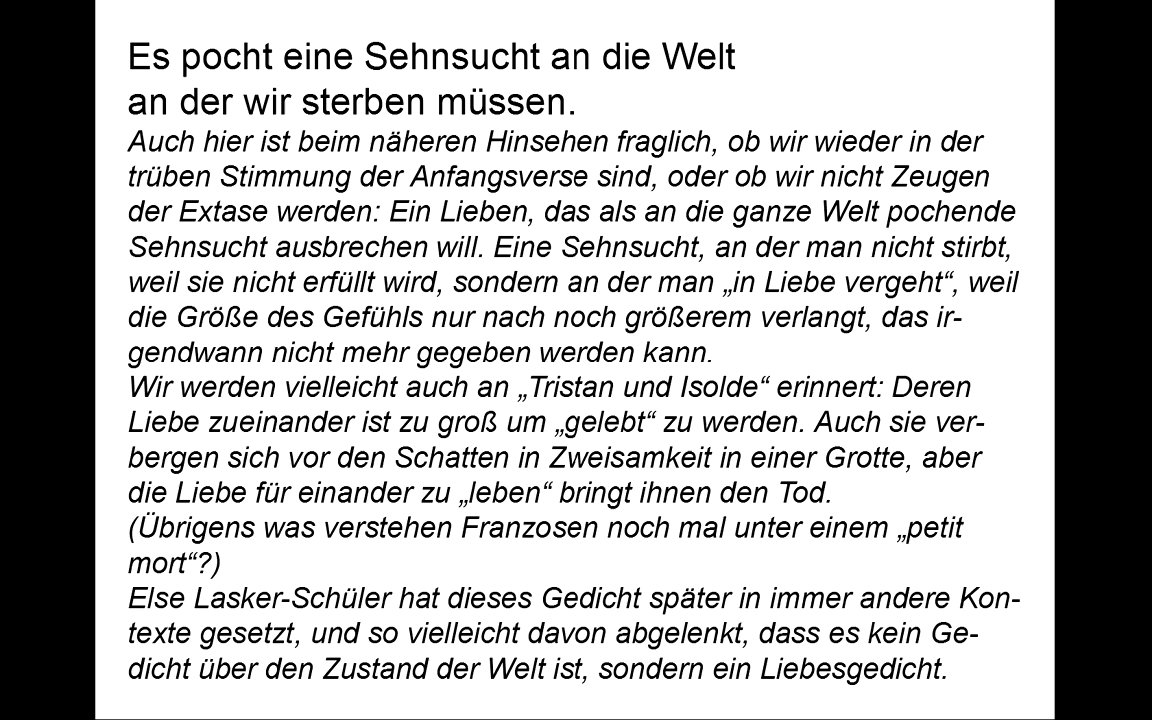 Es pocht eine Sehnsucht an die Welt
an der wir sterben müssen.
Auch hier ist beim näheren Hinsehen fraglich, ob wir wieder in der
trüben Stimmung der Anfangsverse sind, oder ob wir nicht Zeugen
der Extase werden: Ein Lieben, das als an die ganze Welt pochende
Sehnsucht ausbrechen will. Eine Sehnsucht, an der man nicht stirbt,
weil sie nicht erfüllt wird, sondern an der man „in Liebe vergeht“, weil
die Größe des Gefühls nur nach noch größerem verlangt, das ir-
gendwann nicht mehr gegeben werden kann.
Wir werden vielleicht auch an „Tristan und Isolde“ erinnert: Deren
Liebe zueinander ist zu groß um „gelebt“ zu werden. Auch sie ver-
bergen sich vor den Schatten in Zweisamkeit in einer Grotte, aber
die Liebe für einander zu „leben“ bringt ihnen den Tod.
(Übrigens was verstehen Franzosen noch mal unter einem „petit
mort“?)
Else Lasker-Schüler hat dieses Gedicht später in immer andere Kon-
texte gesetzt, und so vielleicht davon abgelenkt, dass es kein Ge-
dicht über den Zustand der Welt ist, sondern ein Liebesgedicht.